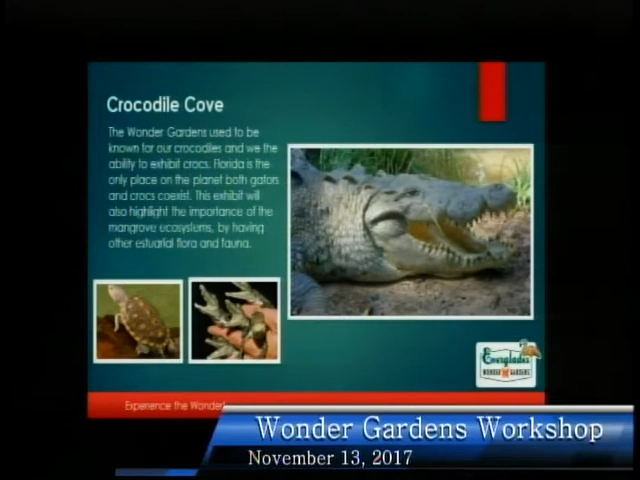 Crocodile Cove
The Wonder Gardens used to be
known for our crocodiles and we the
ability to exhibit crocs. Florida is the
only place on the planet both gators
and crocs coexist. This exhibit will
also highlight the importance of the
mangrove ecosystems, by having
other estuarial flora and fauna.
Everglades
WONDER GARDENS
Experience the Wonder!
Wonder Gardens Workshop
November 13, 2017